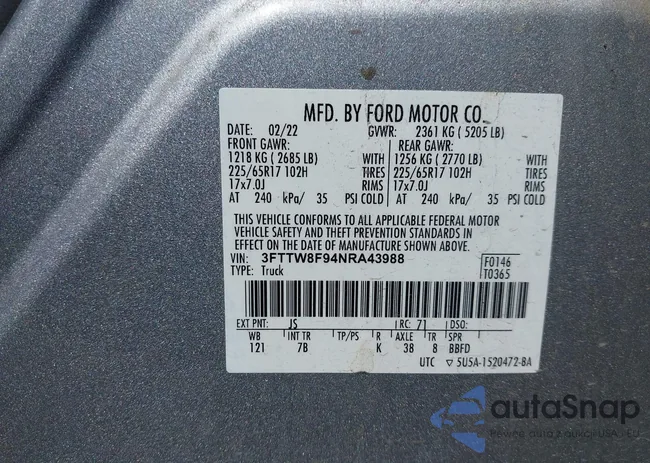 MFD. BY FORD MOTOR CO.
DATE: 02/22 GVWR: 2361 KG ( 5205 LB)
FRONT GAWR: REAR GAWR:
1218 KG ( 2685 LB) WITH 1256 KG ( 2770 LB) WITH
225/65R17 102H TIRES 225/65R17 102H TIRES
17x7.0J RIMS 17x7.0J RIMS
AT 240 kPa/ 35 PSI COLD AT 240 kPa/ 35 PSI COLD
THIS VEHICLE CONFORMS TO ALL APPLICABLE FEDERAL MOTOR
VEHICLE SAFETY AND THEFT PREVENTION STANDARDS IN
EFFECT ON THE DATE OF MANUFACTURE SHOWN ABOVE.
VIN: 3FTTW8F94NRA43988 F0146
TYPE: Truck T0365
EXT PNT: JS RC: 71 DSO:
WB INT TR TP/PS R AXLE TR SPR
121 7B K 38 8 BBFD
UTC ▽ 5U5A-1520472-BA
autoSnap